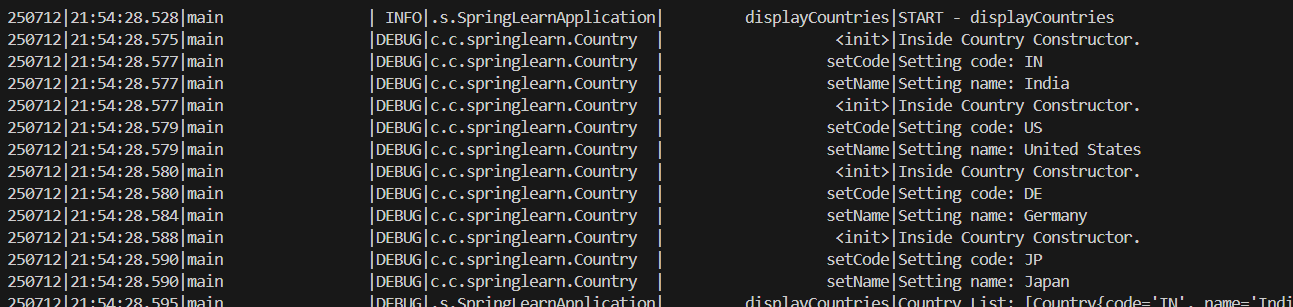 250712|21:54:28.528|main                | INFO|.s.SpringLearnApplication|         displayCountries|START - displayCountries
250712|21:54:28.575|main                |DEBUG|c.c.springlearn.Country  |                   <init>|Inside Country Constructor.
250712|21:54:28.577|main                |DEBUG|c.c.springlearn.Country  |                  setCode|Setting code: IN
250712|21:54:28.577|main                |DEBUG|c.c.springlearn.Country  |                  setName|Setting name: India
250712|21:54:28.577|main                |DEBUG|c.c.springlearn.Country  |                   <init>|Inside Country Constructor.
250712|21:54:28.579|main                |DEBUG|c.c.springlearn.Country  |                  setCode|Setting code: US
250712|21:54:28.579|main                |DEBUG|c.c.springlearn.Country  |                  setName|Setting name: United States
250712|21:54:28.580|main                |DEBUG|c.c.springlearn.Country  |                   <init>|Inside Country Constructor.
250712|21:54:28.580|main                |DEBUG|c.c.springlearn.Country  |                  setCode|Setting code: DE
250712|21:54:28.584|main                |DEBUG|c.c.springlearn.Country  |                  setName|Setting name: Germany
250712|21:54:28.588|main                |DEBUG|c.c.springlearn.Country  |                   <init>|Inside Country Constructor.
250712|21:54:28.590|main                |DEBUG|c.c.springlearn.Country  |                  setCode|Setting code: JP
250712|21:54:28.590|main                |DEBUG|c.c.springlearn.Country  |                  setName|Setting name: Japan
250712|21:54:28.595|main                |DEBUG|.s.SpringLearnApplication|         displayCountries|Country List: [Country{code='IN', name='Indi